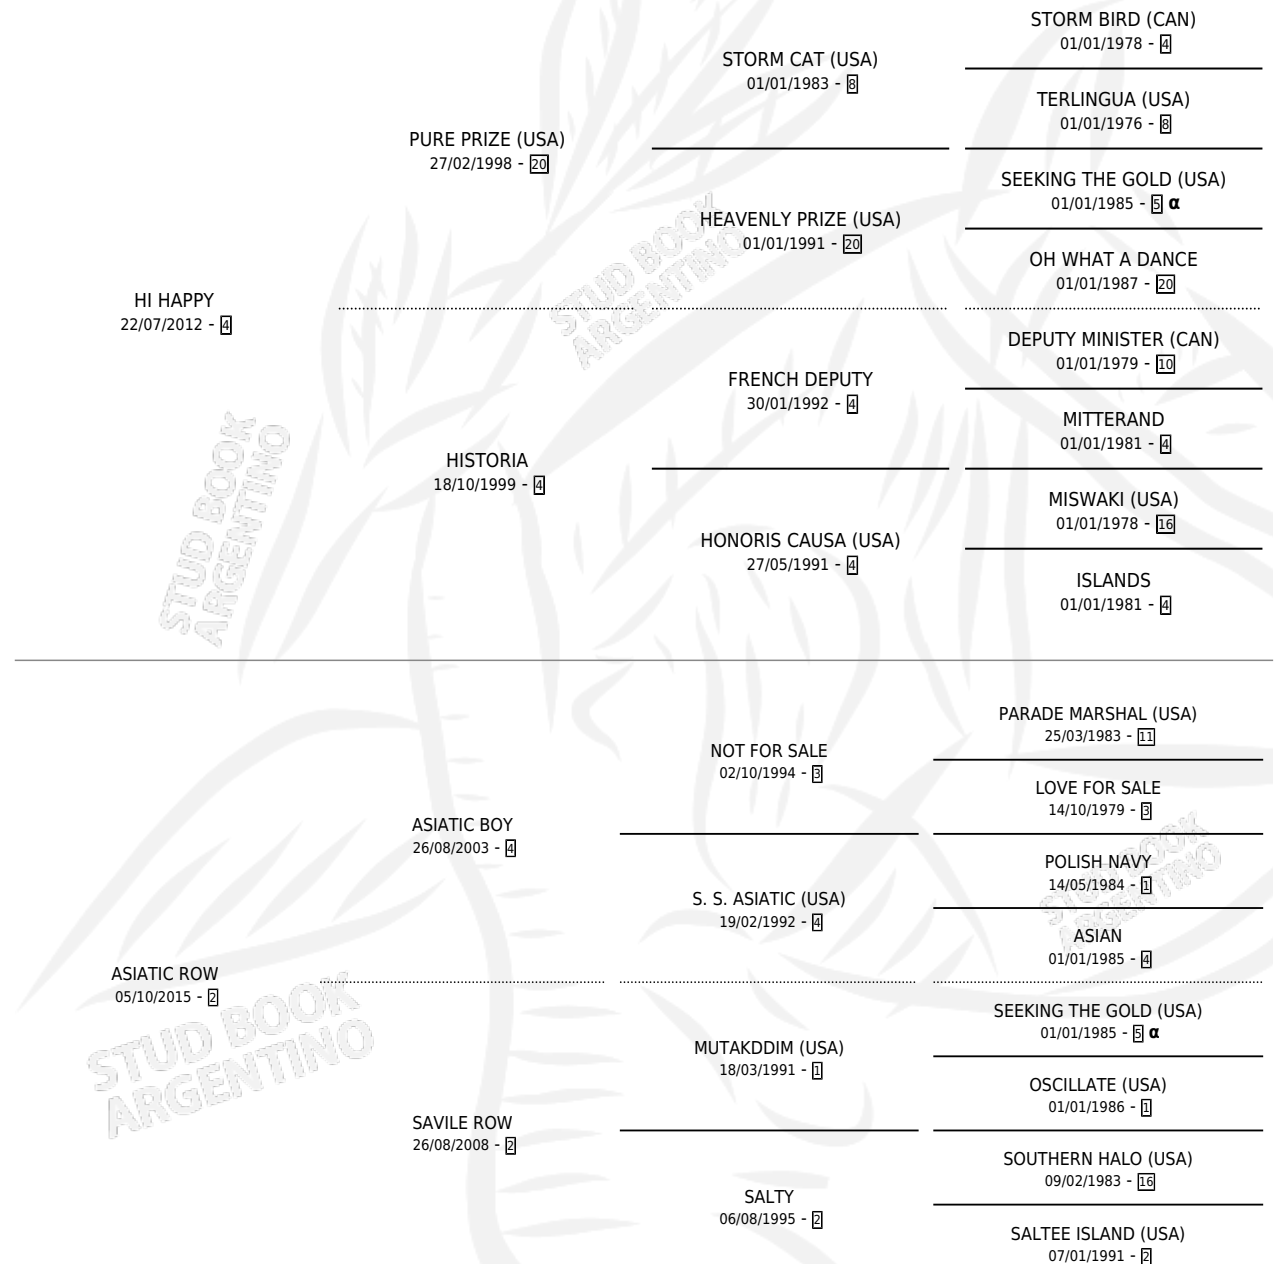 STORM BIRD (CAN)
01/01/1978 - 4
STORM CAT (USA)
01/01/1983 - 8
TERLINGUA (USA)
01/01/1976 - 8
PURE PRIZE (USA)
27/02/1998 - 20
SEEKING THE GOLD (USA)
01/01/1985 - 5 α
HEAVENLY PRIZE (USA)
01/01/1991 - 20
OH WHAT A DANCE
01/01/1987 - 20
HI HAPPY
22/07/2012 - 4
DEPUTY MINISTER (CAN)
01/01/1979 - 10
FRENCH DEPUTY
30/01/1992 - 4
MITTERAND
01/01/1981 - 4
HISTORIA
18/10/1999 - 4
MISWAKI (USA)
01/01/1978 - 16
HONORIS CAUSA (USA)
27/05/1991 - 4
ISLANDS
01/01/1981 - 4
PARADE MARSHAL (USA)
25/03/1983 - 11
NOT FOR SALE
02/10/1994 - 3
LOVE FOR SALE
14/10/1979 - 3
ASIATIC BOY
26/08/2003 - 4
POLISH NAVY
14/05/1984 - 1
S. S. ASIATIC (USA)
19/02/1992 - 4
ASIAN
01/01/1985 - 4
ASIATIC ROW
05/10/2015 - 2
SEEKING THE GOLD (USA)
01/01/1985 - 5 α
MUTAKDDIM (USA)
18/03/1991 - 1
OSCILLATE (USA)
01/01/1986 - 1
SAVILE ROW
26/08/2008 - 2
SOUTHERN HALO (USA)
09/02/1983 - 16
SALTY
06/08/1995 - 2
SALTEE ISLAND (USA)
07/01/1991 - 2
STUD BOOK
ARGENTINO
STUD BOOK
ARGENTINO
STUD BOOK
ARGENTINO
STUD BOOK
ARGENTINO